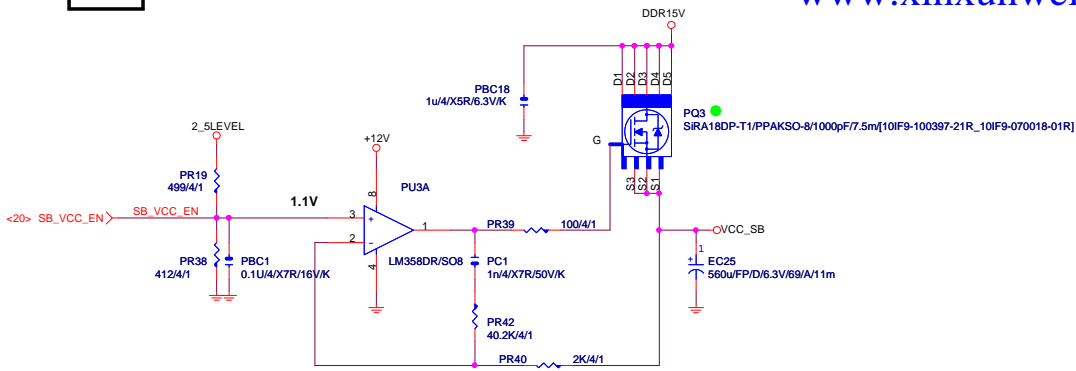 DDR15V
PBC18
1u/4/X5R/6.3V/K
D1
D2
D3
D4
D5
PQ3
SiRA18DP-T1/PPAKSO-8/1000pF/7.5m/[10IF9-100397-21R_10IF9-070018-01R]
G
S3
S2
S1
2_5LEVEL
+12V
PR19
499/4/1
PU3A
8
1.1V
<20> SB_VCC_EN
SB_VCC_EN
3
+
2
-
1
4
LM358DR/SO8
PR39
100/4/1
VCC_SB
PR38
412/4/1
PBC1
0.1U/4/X7R/16V/K
PC1
1n/4/X7R/50V/K
1
+
EC25
560u/FP/D/6.3V/69/A/11m
PR42
40.2K/4/1
PR40
2K/4/1